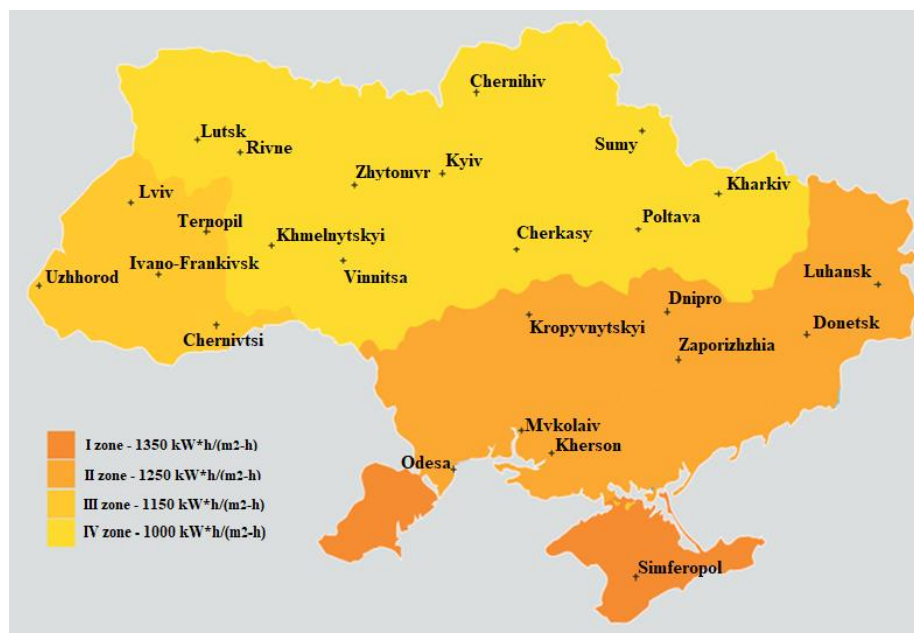 Chernihiv
Sumy
Lutsk
Rivne
Kyiv
Zhytomvr
Kharkiv
Lviv
Ternopil
Poltava
Khmelnytskyi
Cherkasy
Uzhhorod
Ivano-Frankivsk
Vinnitsa
Luhansk
Dnipro
Chernivtsi
Kropyvnytskyi
Donetsk
Zaporizhzhia
Mvkolaiv
Kherson
Odesa
Simferopol
I zone - 1350 kW*h/(m2-h)
II zone - 1250 kW*h/(m2-h)
III zone - 1150 kW*h/(m2-h)
IV zone - 1000 kW*h/(m2-h)